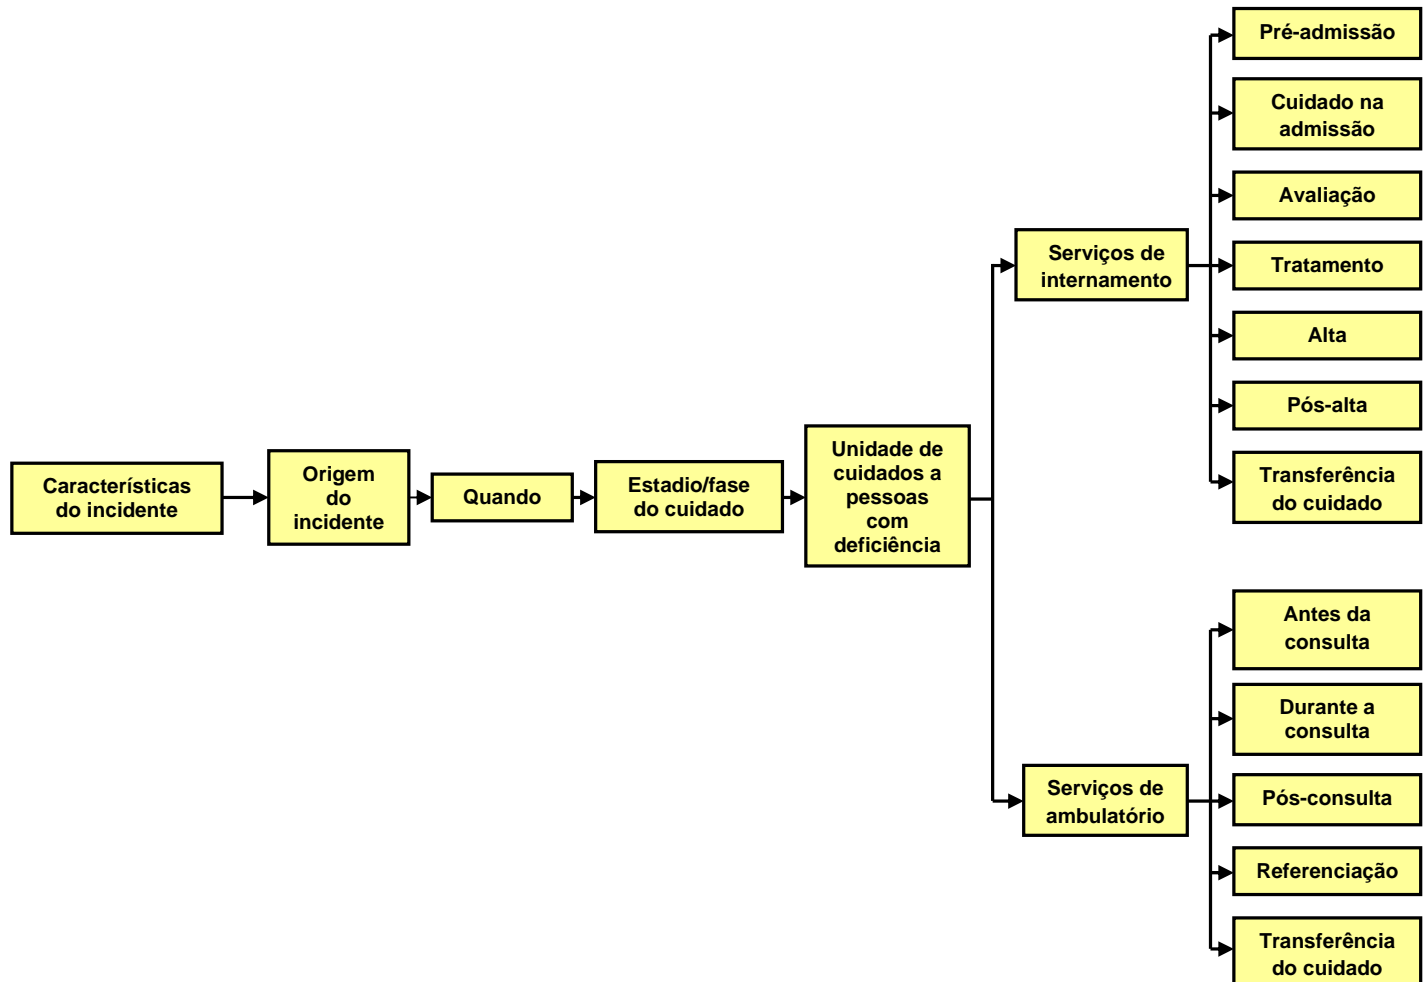 Características
do incidente
Origem
do
incidente
Quando
Estadio/fase
do cuidado
Unidade de
cuidados a
pessoas
com
deficiência
Serviços de
internamento
Pré-admissão
Cuidado na
admissão
Avaliação
Tratamento
Alta
Pós-alta
Transferência
do cuidado
Serviços de
ambulatório
Antes da
consulta
Durante a
consulta
Pós-consulta
Referenciação
Transferência
do cuidado